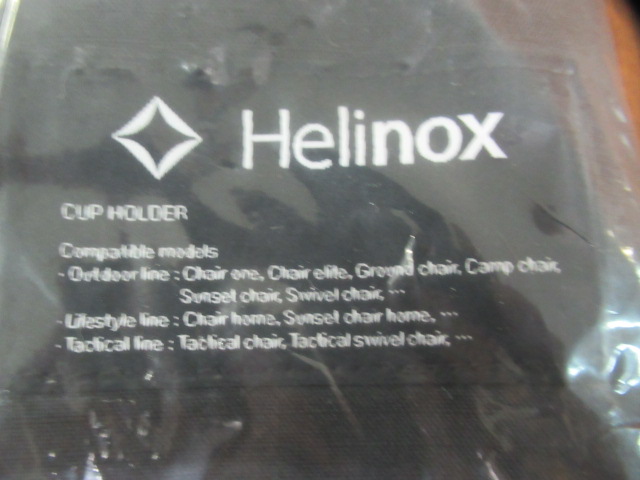 Helinox
CUP HOLDER
Compatible models
- Outdoor line : Chair one, Chair elite, Ground chair, Camp chair,
Sunset chair, Swivel chair, ···
- Lifestyle line : Chair home, Sunset chair home, ···
- Tactical line : Tactical chair, Tactical swivel chair, ···